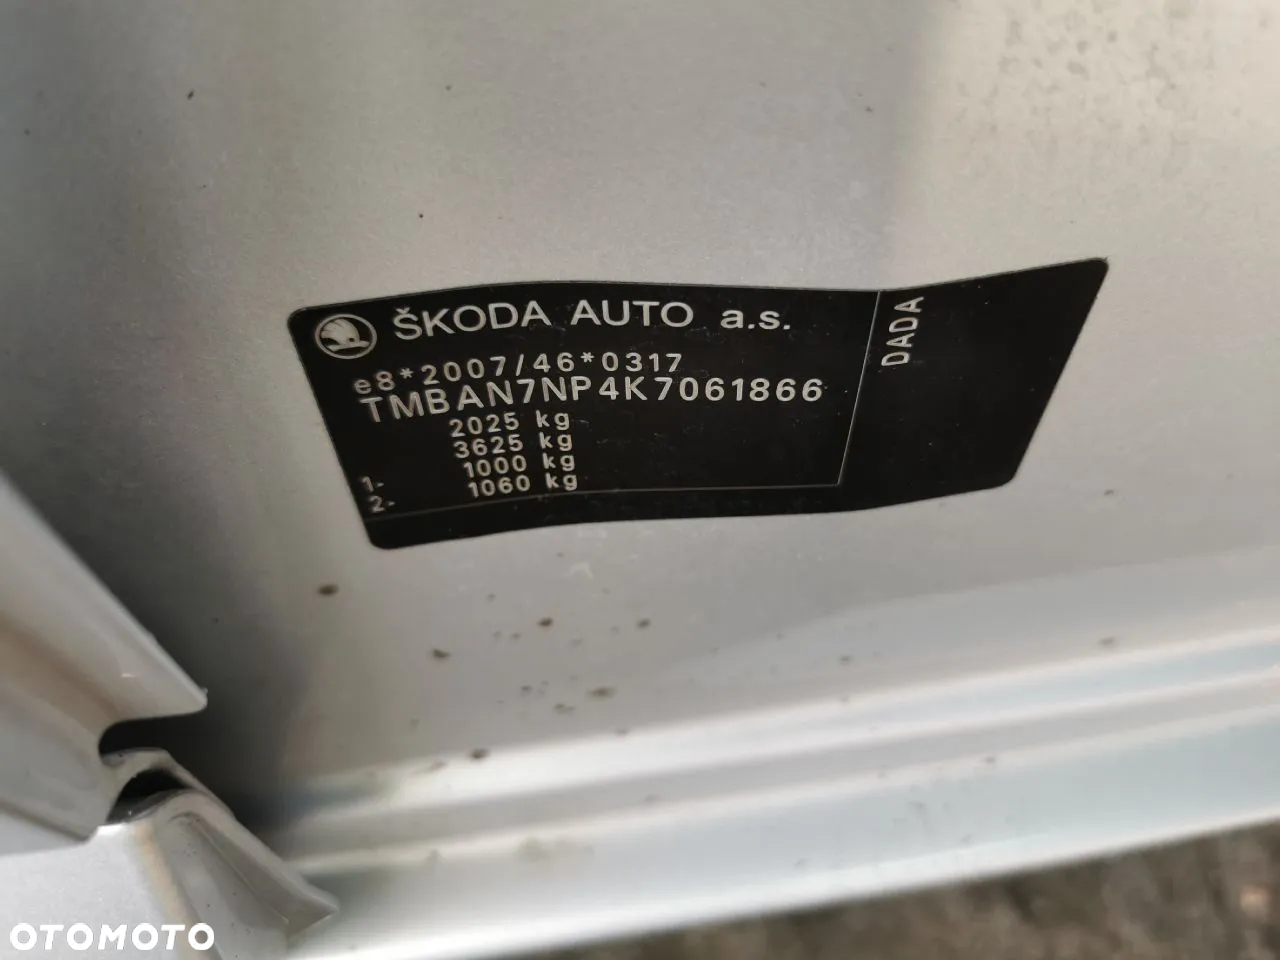 ŠKODA AUTO a.s.
e8*2007/46*0317
TMBAN7NP4K7061866
2025 kg
3625 kg
1- 1000 kg
2- 1060 kg
DADA
OTOMOTO